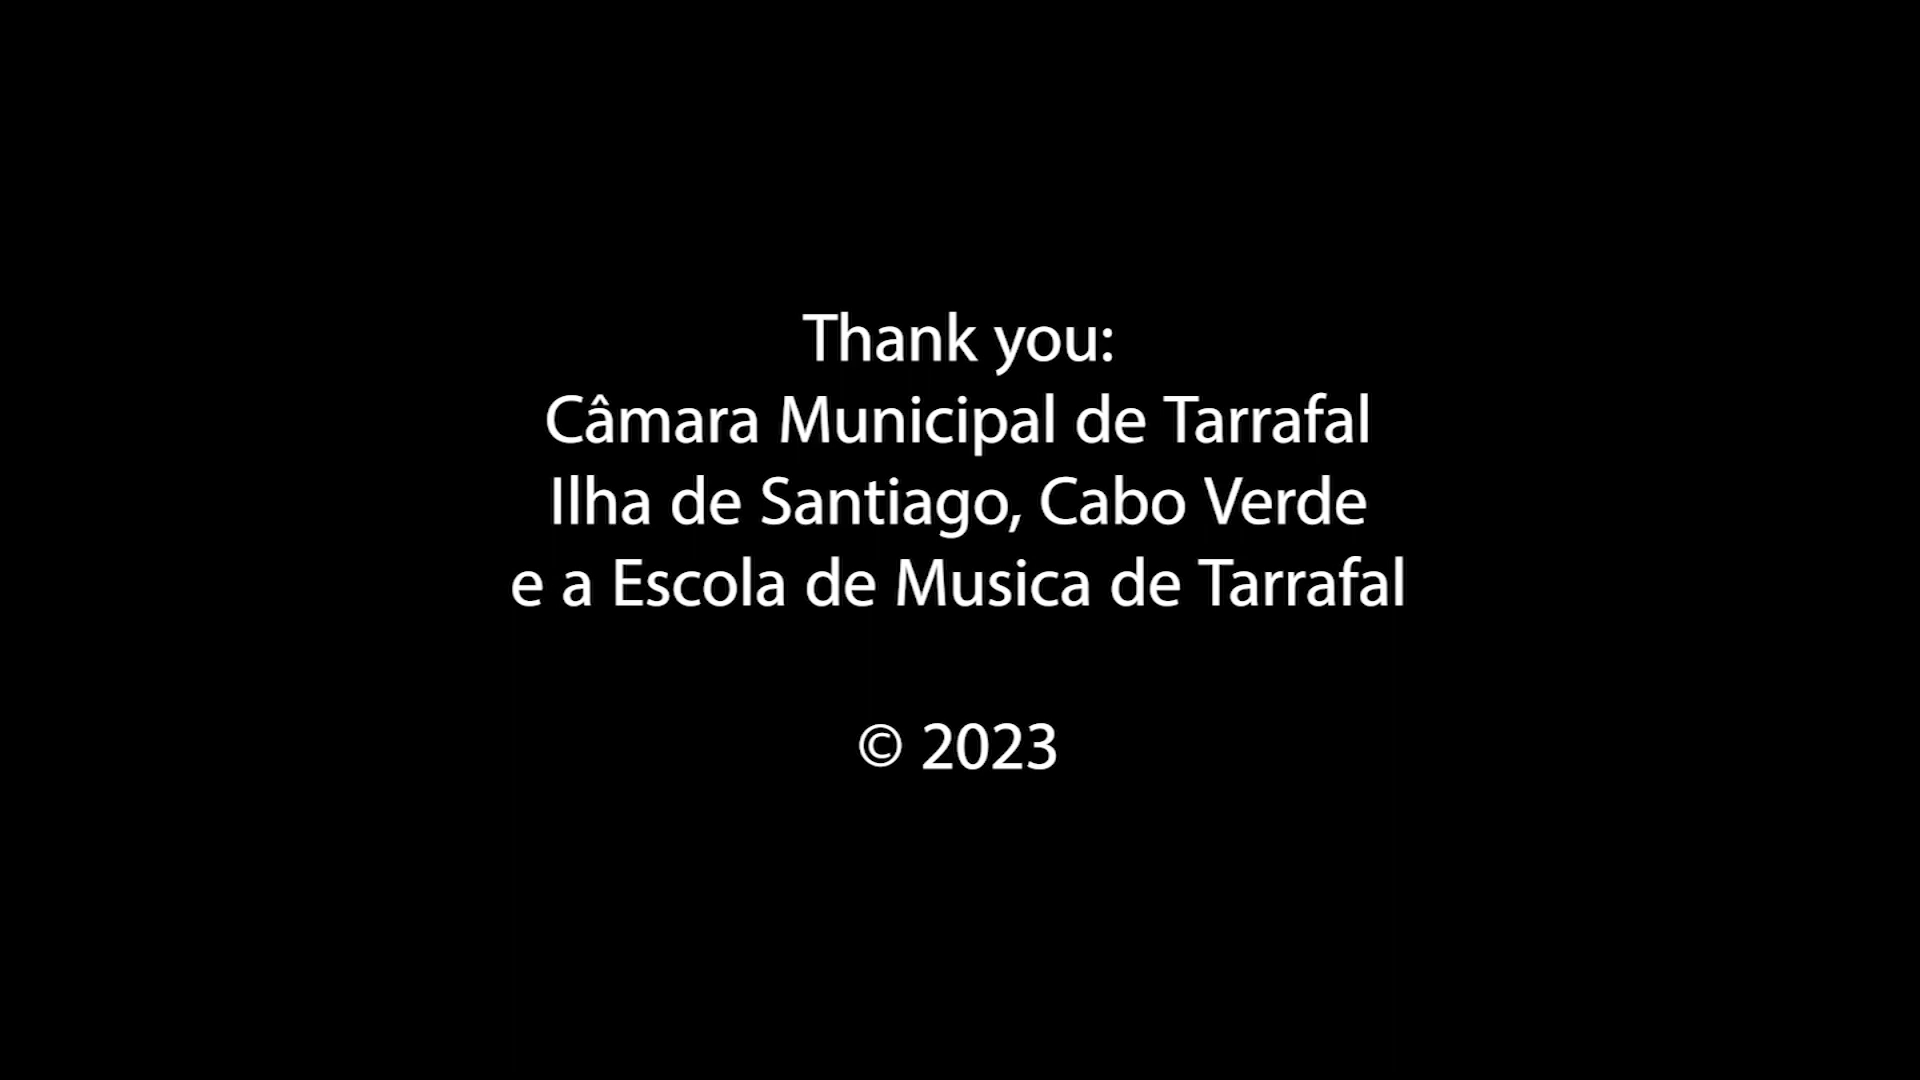 Thank you:
Câmara Municipal de Tarrafal
Ilha de Santiago, Cabo Verde
e a Escola de Musica de Tarrafal
© 2023